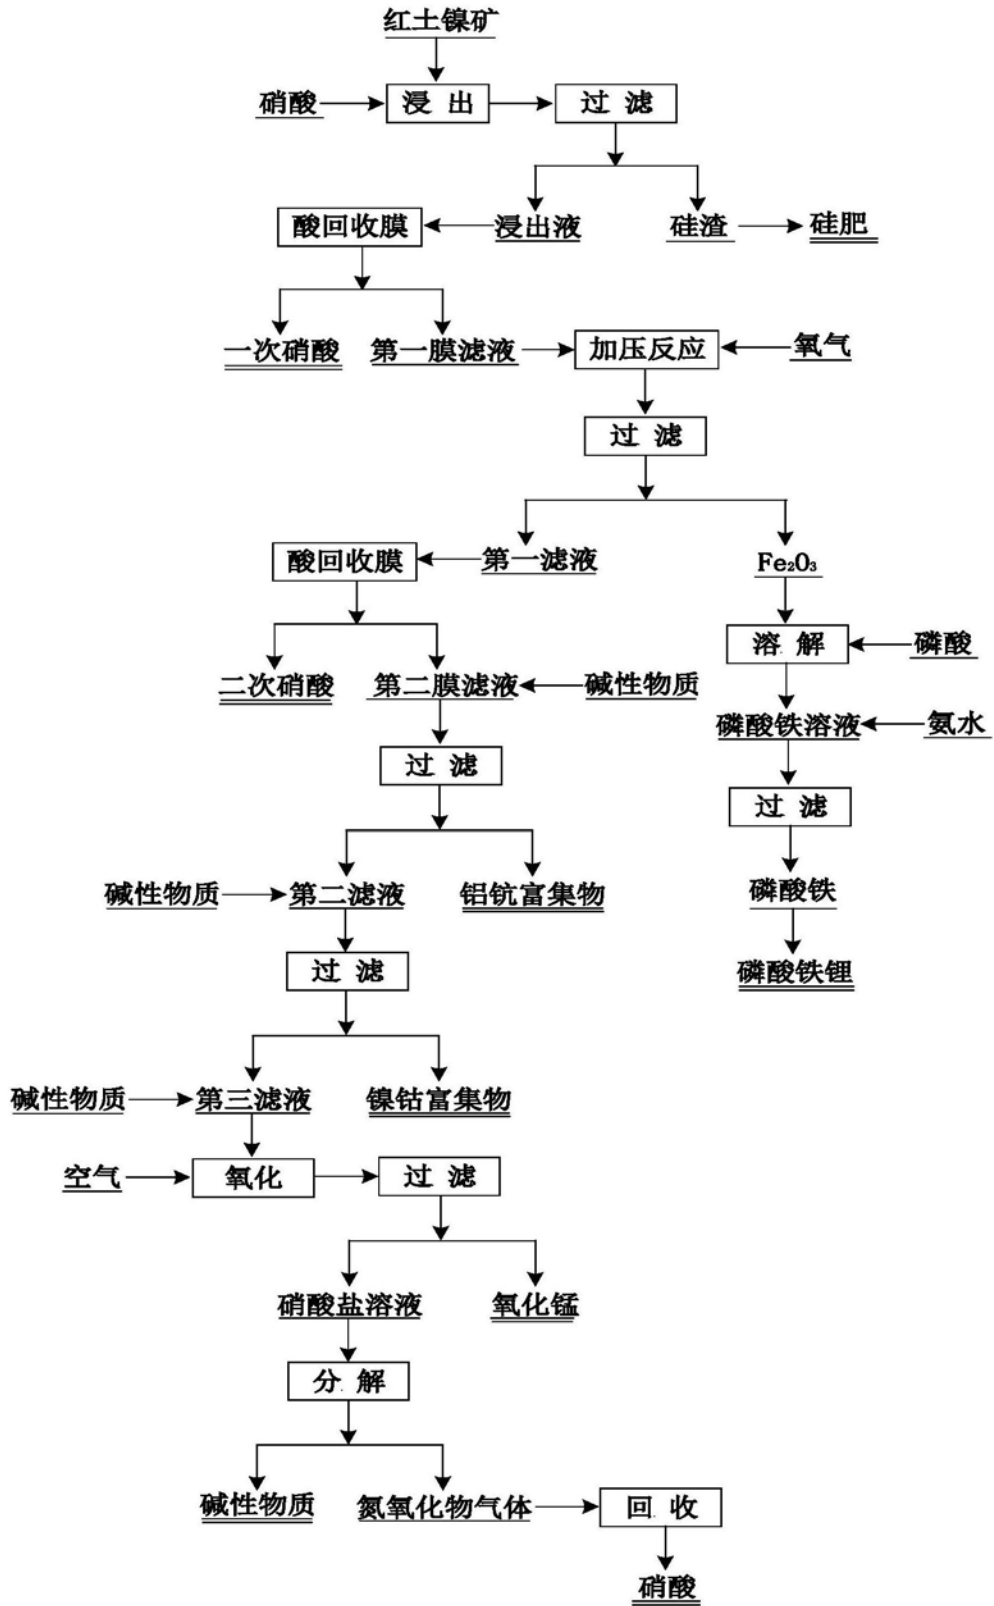 红土镍矿
硝酸
浸出
过滤
酸回收膜
浸出液
硅渣
硅肥
一次硝酸
第一膜滤液
加压反应
氧气
过滤
酸回收膜
第一滤液
Fe₂O₃
溶解
磷酸
二次硝酸
第二膜滤液
碱性物质
磷酸铁溶液
氨水
过滤
过滤
碱性物质
第二滤液
铝钪富集物
磷酸铁
过滤
磷酸铁锂
碱性物质
第三滤液
镍钴富集物
空气
氧化
过滤
硝酸盐溶液
氧化锰
分解
碱性物质
氮氧化物气体
回收
硝酸